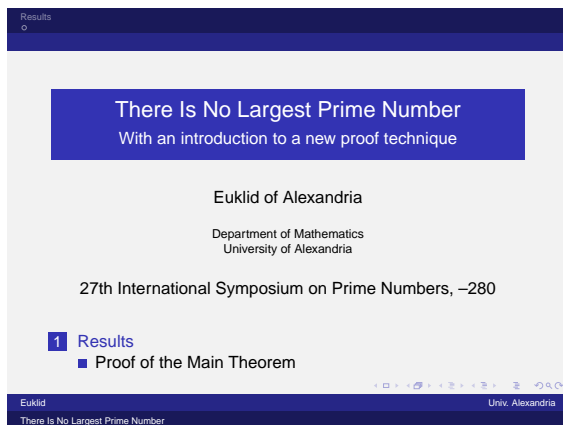 Results
There Is No Largest Prime Number
With an introduction to a new proof technique
Euklid of Alexandria
Department of Mathematics
University of Alexandria
27th International Symposium on Prime Numbers, –280
1 Results
Proof of the Main Theorem
Euklid Univ. Alexandria
There Is No Largest Prime Number